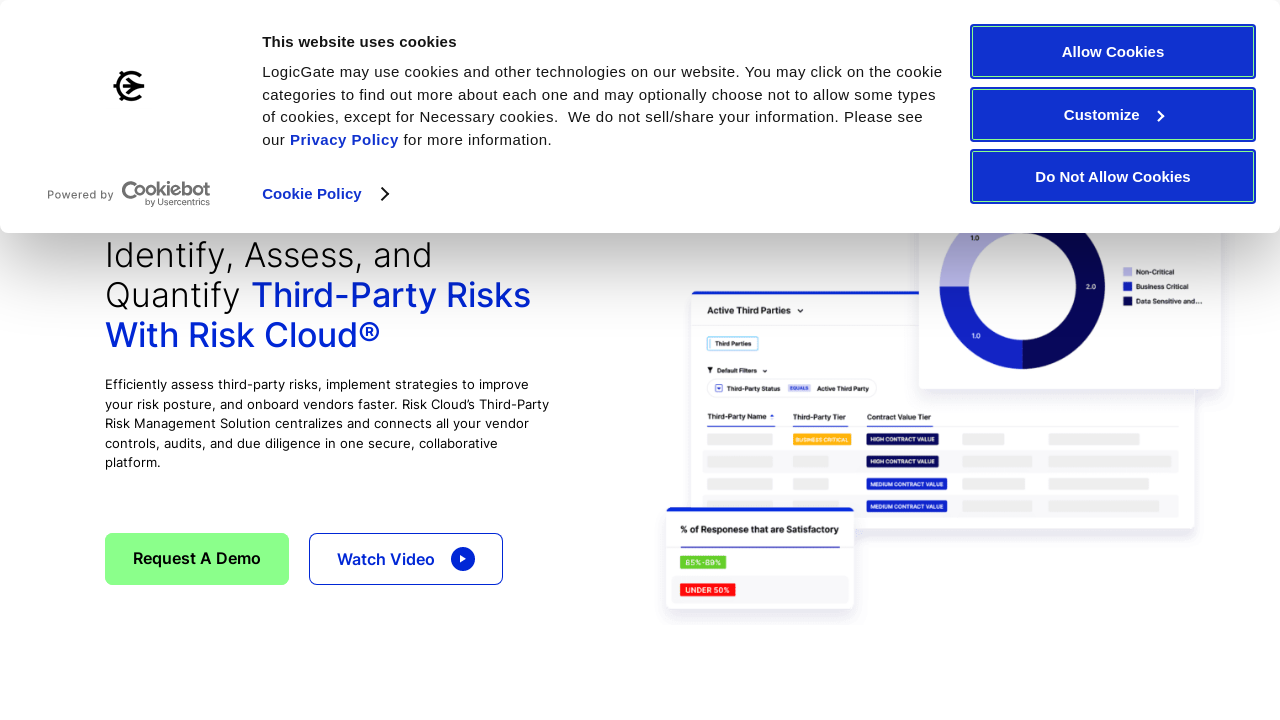 This website uses cookies
LogicGate may use cookies and other technologies on our website. You may click on the cookie
categories to find out more about each one and may optionally choose not to allow some types
of cookies, except for Necessary cookies.  We do not sell/share your information. Please see
our Privacy Policy for more information.
Cookie Policy
Powered by Cookiebot
by Usercentrics
Allow Cookies
Customize
Do Not Allow Cookies
Identify, Assess, and
Quantify Third-Party Risks
With Risk Cloud®
Efficiently assess third-party risks, implement strategies to improve
your risk posture, and onboard vendors faster. Risk Cloud’s Third-Party
Risk Management Solution centralizes and connects all your vendor
controls, audits, and due diligence in one secure, collaborative
platform.
Request A Demo
Watch Video
1.0
2.0
1.0
Non-Critical
Business Critical
Data Sensitive and...
Active Third Parties
Third Parties
Default Filters
Third-Party Status EQUALS Active Third Party
Third-Party Name Third-Party Tier Contract Value Tier
BUSINESS CRITICAL HIGH CONTRACT VALUE
HIGH CONTRACT VALUE
MEDIUM CONTRACT VALUE
MEDIUM CONTRACT VALUE
% of Responese that are Satisfactory
85%-89%
UNDER 50%